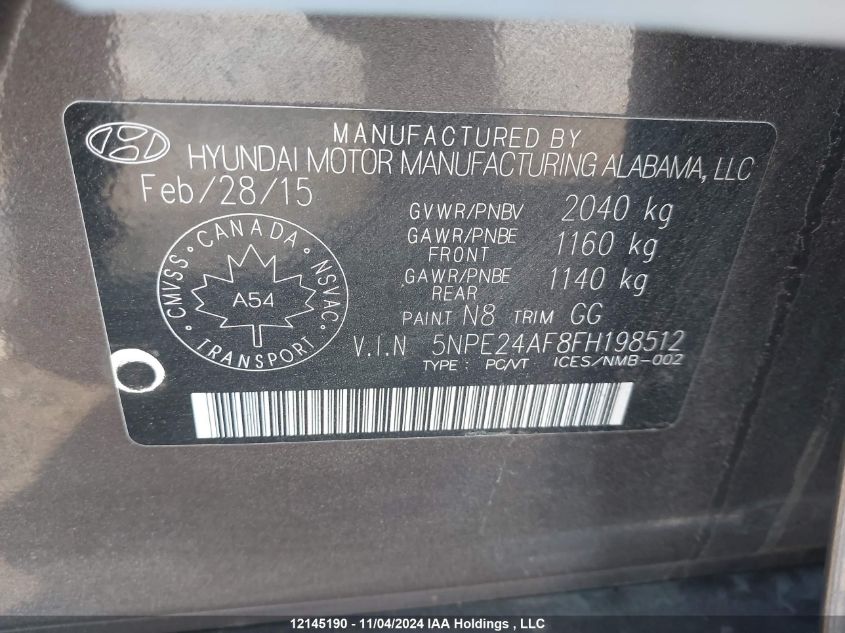 MANUFACTURED BY
HYUNDAI MOTOR MANUFACTURING ALABAMA, LLC
Feb/28/15
GVWR/PNBV 2040 kg
GAWR/PNBE FRONT 1160 kg
GAWR/PNBE REAR 1140 kg
PAINT N8 TRIM GG
V.I.N 5NPE24AF8FH198512
TYPE : PC/VT ICES/NMB-002
CMVSS · CANADA · NSVAC · TRANSPORT ·
A54
12145190 - 11/04/2024 IAA Holdings , LLC